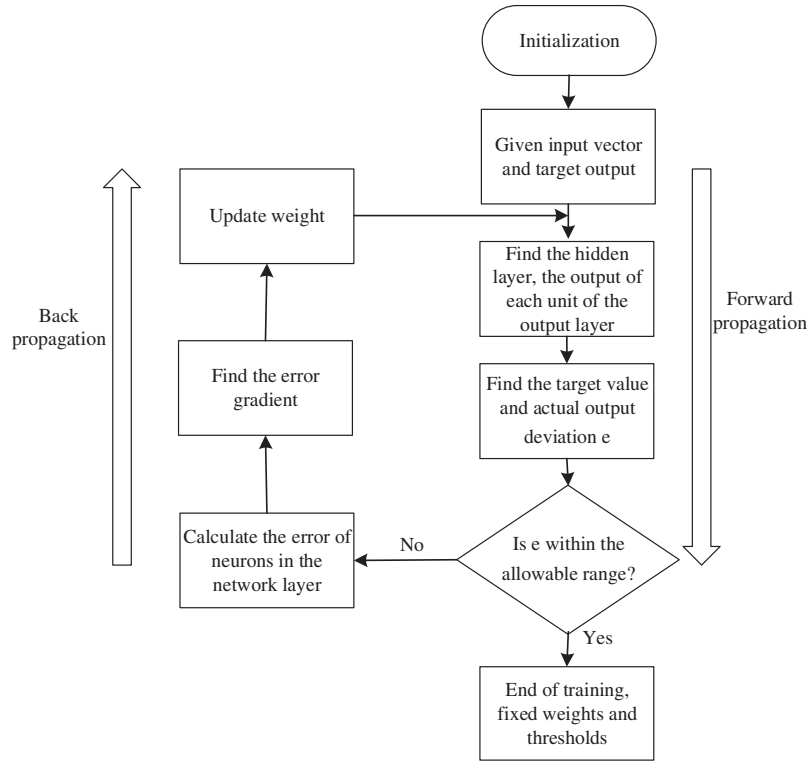 Initialization
Given input vector
and target output
Update weight
Find the hidden
layer, the output of
each unit of the
output layer
Back
propagation
Forward
propagation
Find the error
gradient
Find the target value
and actual output
deviation e
Calculate the error of
neurons in the
network layer
No
Is e within the
allowable range?
Yes
End of training,
fixed weights and
thresholds